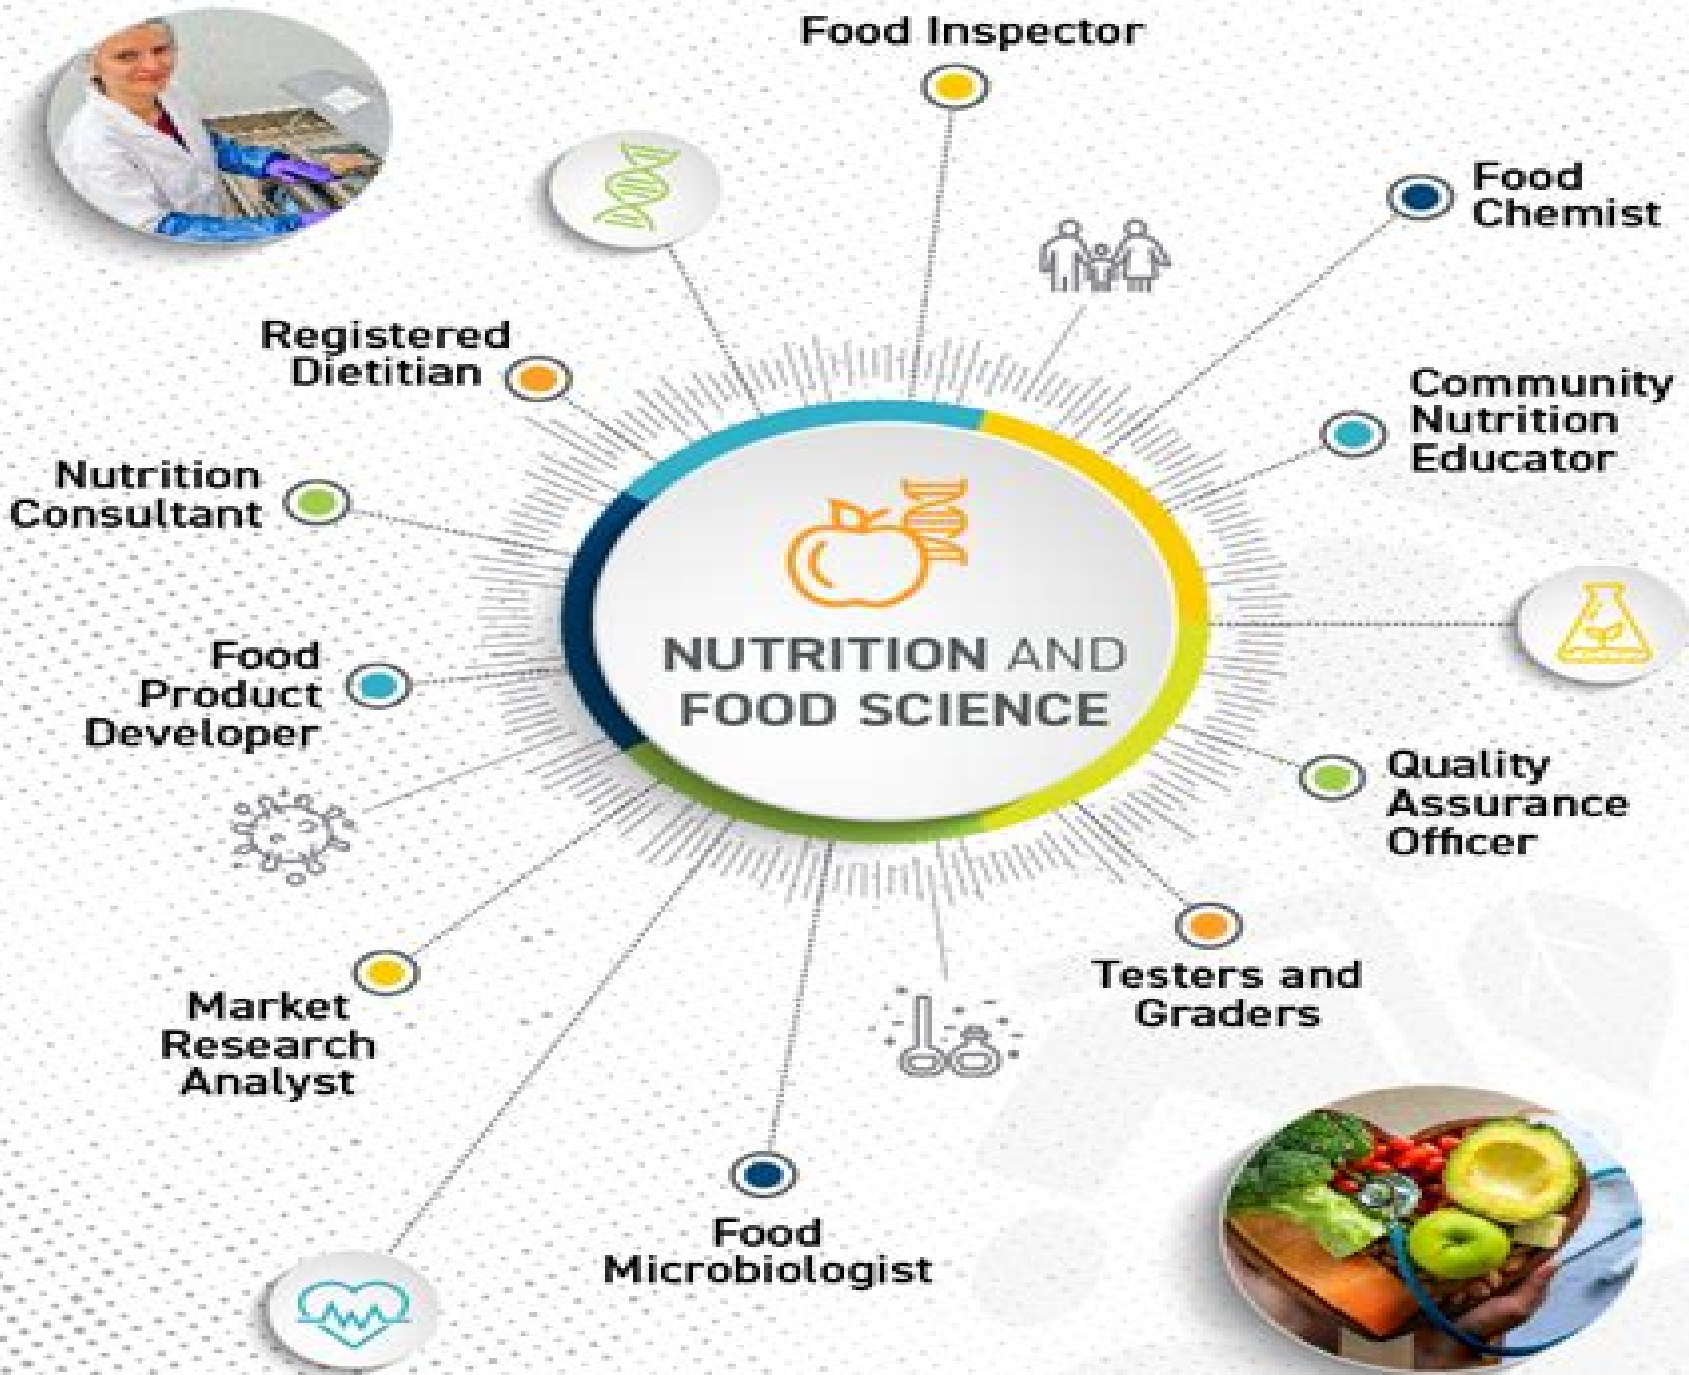 Food Inspector
Food
Chemist
Registered
Dietitian
Community
Nutrition
Educator
Nutrition
Consultant
NUTRITION AND
FOOD SCIENCE
Food
Product
Developer
Quality
Assurance
Officer
Testers and
Graders
Market
Research
Analyst
Food
Microbiologist